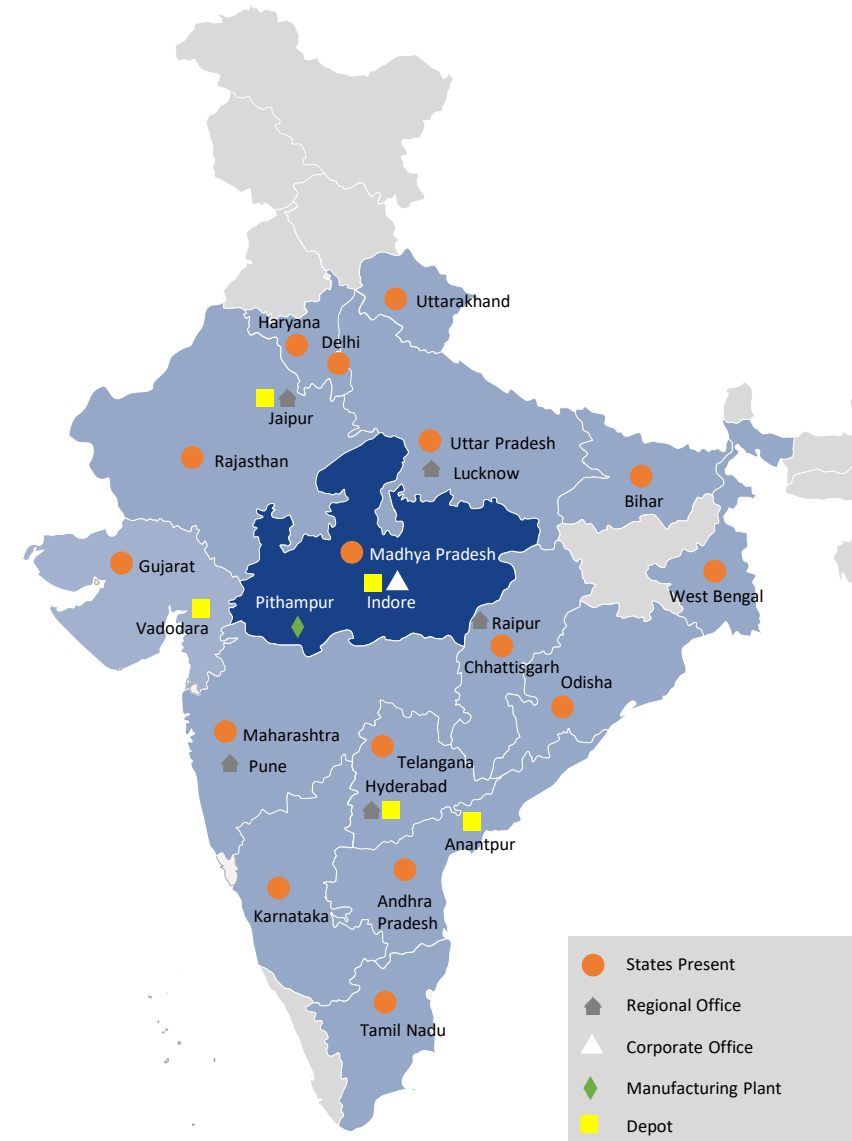 Uttarakhand
Haryana
Delhi
Jaipur
Uttar Pradesh
Rajasthan
Lucknow
Bihar
Madhya Pradesh
Gujarat
West Bengal
Pithampur
Indore
Vadodara
Raipur
Chhattisgarh
Odisha
Maharashtra
Telangana
Pune
Hyderabad
Anantpur
Andhra
Pradesh
Karnataka
Tamil Nadu
States Present
Regional Office
Corporate Office
Manufacturing Plant
Depot